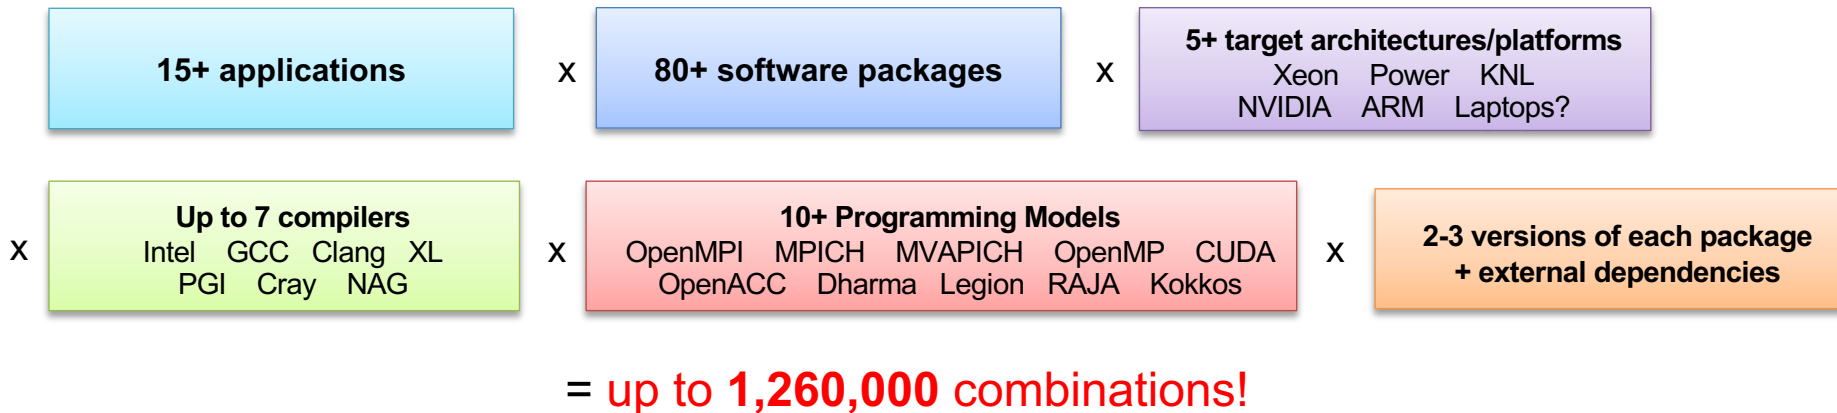 15+ applications
x
80+ software packages
x
5+ target architectures/platforms
Xeon Power KNL
NVIDIA ARM Laptops?
x
Up to 7 compilers
Intel GCC Clang XL
PGI Cray NAG
x
10+ Programming Models
OpenMPI MPICH MVAPICH OpenMP CUDA
OpenACC Dharma Legion RAJA Kokkos
x
2-3 versions of each package
+ external dependencies
= up to 1,260,000 combinations!